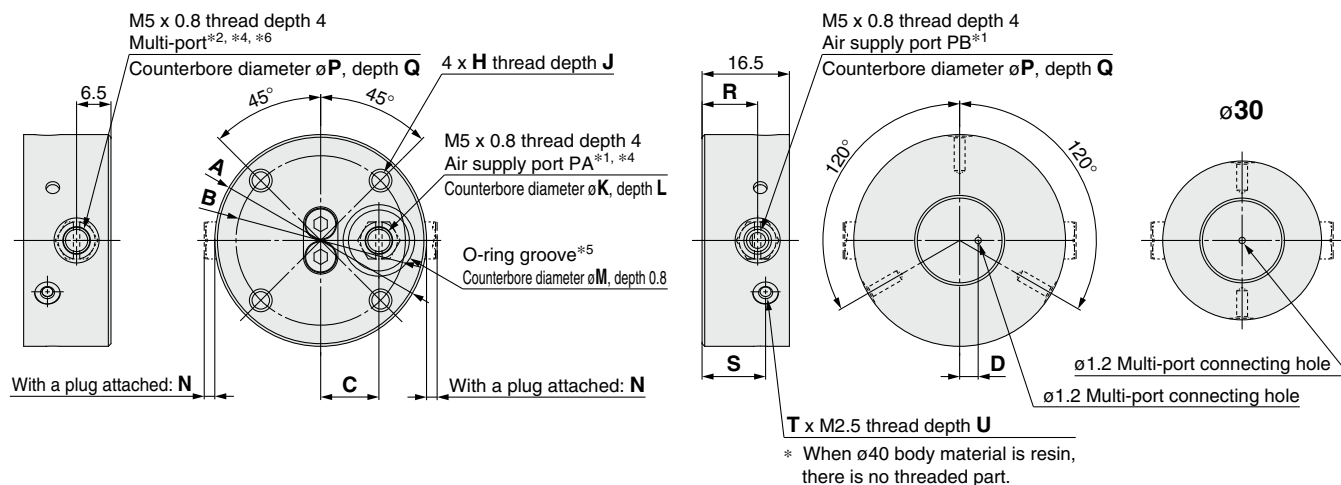 M5 x 0.8 thread depth 4
Multi-port*2, *4, *6
Counterbore diameter øP, depth Q
6.5
45°
45°
4 x H thread depth J
M5 x 0.8 thread depth 4
Air supply port PA*1, *4
Counterbore diameter øK, depth L
A
B
O-ring groove*5
Counterbore diameter øM, depth 0.8
With a plug attached: N
C
With a plug attached: N
M5 x 0.8 thread depth 4
Air supply port PB*1
Counterbore diameter øP, depth Q
16.5
R
120°
120°
ø30
S
D
ø1.2 Multi-port connecting hole
ø1.2 Multi-port connecting hole
T x M2.5 thread depth U
* When ø40 body material is resin,
there is no threaded part.